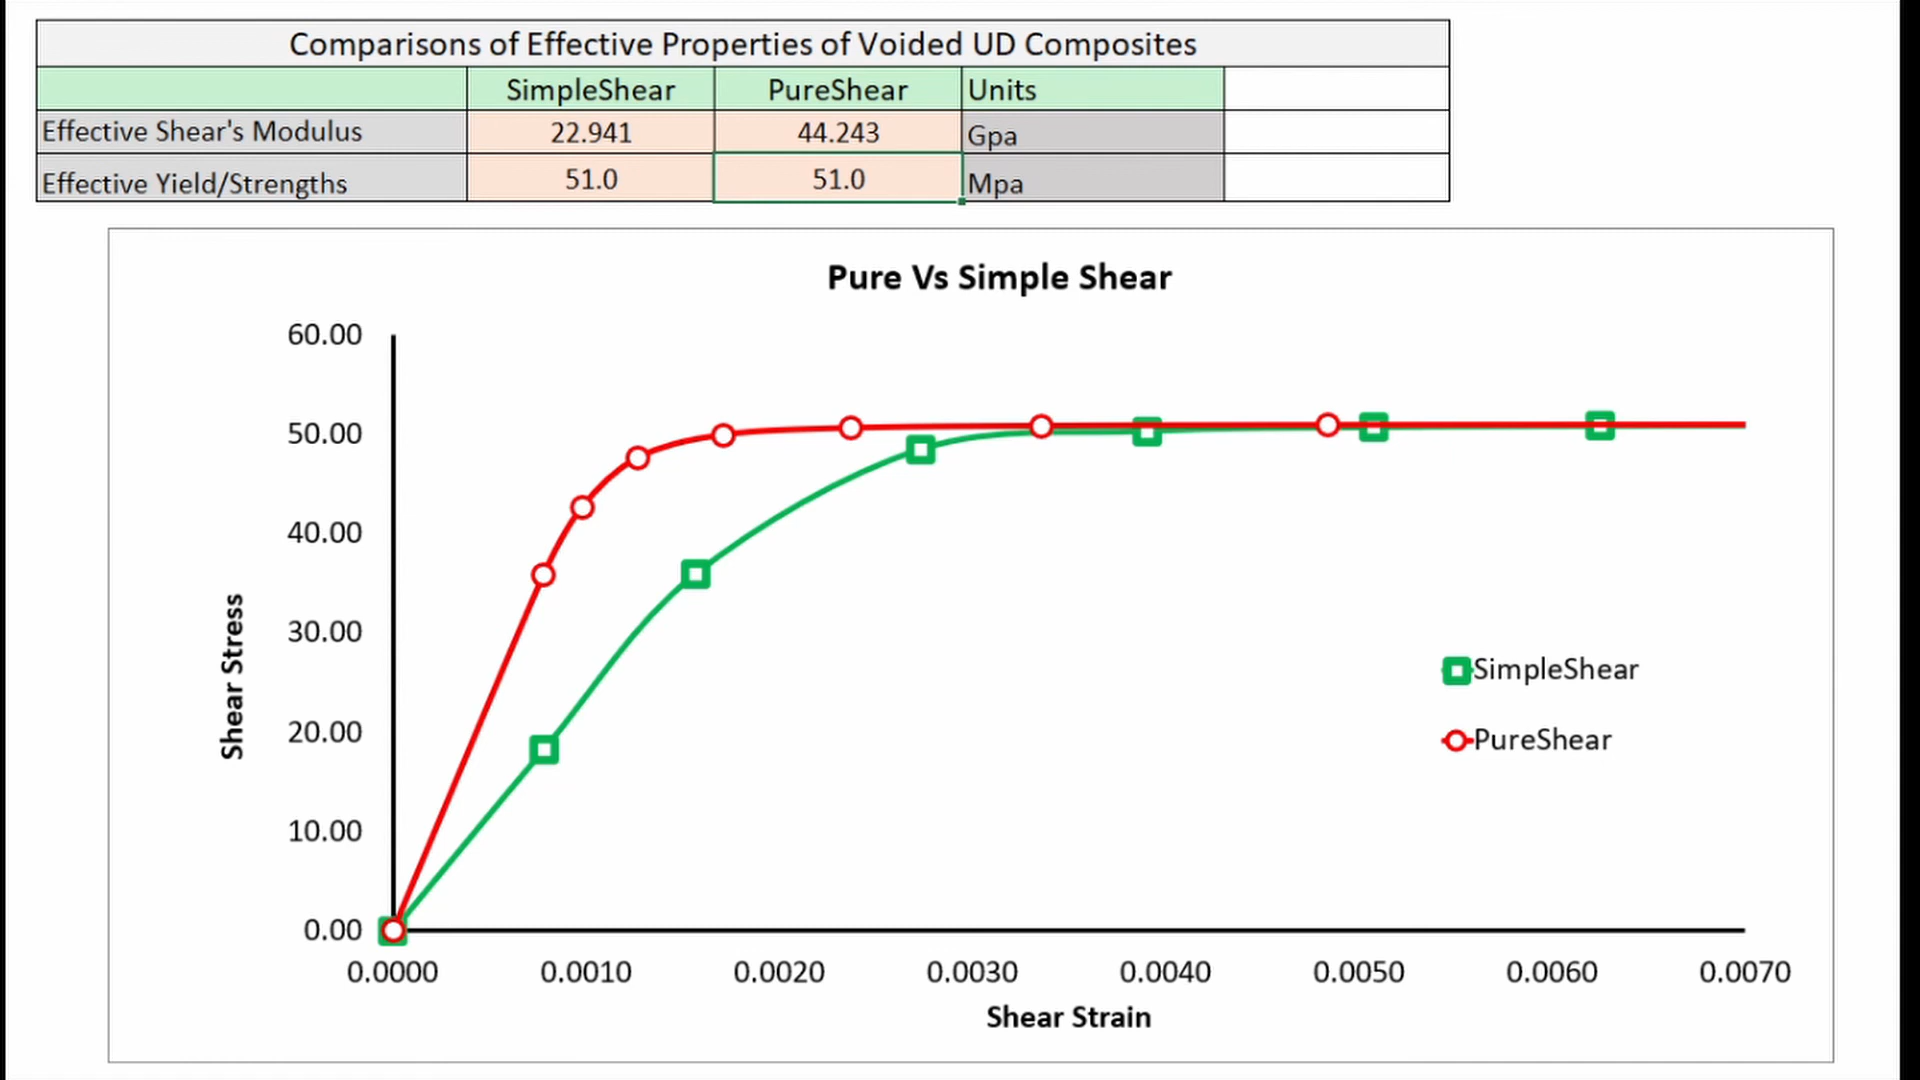 Comparisons of Effective Properties of Voided UD Composites
SimpleShear PureShear Units
Effective Shear's Modulus 22.941 44.243 Gpa
Effective Yield/Strengths 51.0 51.0 Mpa
Pure Vs Simple Shear
60.00
50.00
40.00
30.00
20.00
10.00
0.00
Shear Stress
SimpleShear
PureShear
0.0000 0.0010 0.0020 0.0030 0.0040 0.0050 0.0060 0.0070
Shear Strain